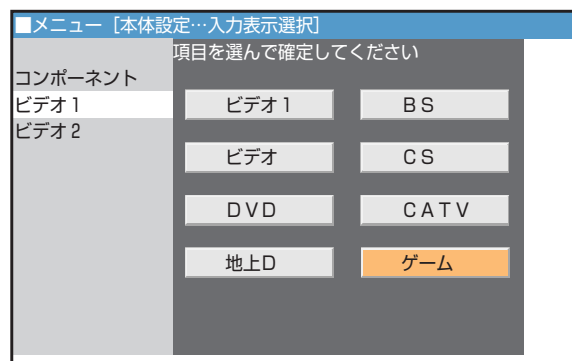 ■メニュー［本体設定…入力表示選択］
項目を選んで確定してください
コンポーネント
ビデオ1
ビデオ2
ビデオ1
ＢＳ
ビデオ
ＣＳ
ＤＶＤ
ＣＡＴＶ
地上D
ゲーム